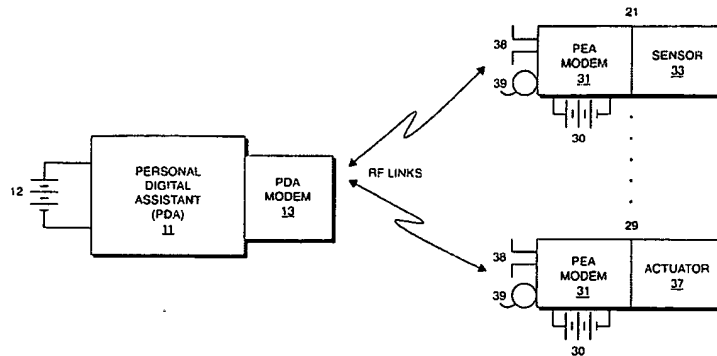 12
PERSONAL
DIGITAL
ASSISTANT
(PDA)
11
PDA
MODEM
13
RF LINKS
21
38
39
PEA
MODEM
31
SENSOR
33
30
29
38
39
PEA
MODEM
31
ACTUATOR
37
30